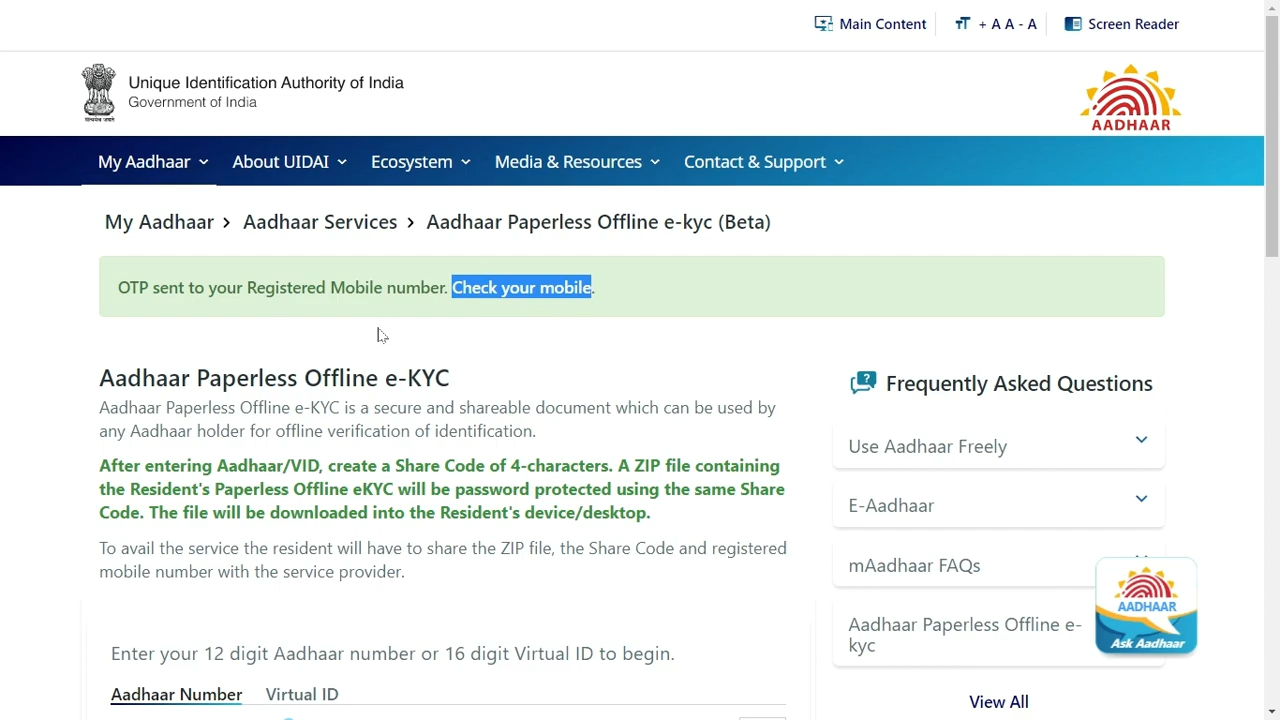 Main Content
+ A A - A
Screen Reader
Unique Identification Authority of India
Government of India
सत्यमेव जयते
AADHAAR
My Aadhaar
About UIDAI
Ecosystem
Media & Resources
Contact & Support
My Aadhaar > Aadhaar Services > Aadhaar Paperless Offline e-kyc (Beta)
OTP sent to your Registered Mobile number. Check your mobile.
Aadhaar Paperless Offline e-KYC
Aadhaar Paperless Offline e-KYC is a secure and shareable document which can be used by
any Aadhaar holder for offline verification of identification.
After entering Aadhaar/VID, create a Share Code of 4-characters. A ZIP file containing
the Resident's Paperless Offline eKYC will be password protected using the same Share
Code. The file will be downloaded into the Resident's device/desktop.
To avail the service the resident will have to share the ZIP file, the Share Code and registered
mobile number with the service provider.
Enter your 12 digit Aadhaar number or 16 digit Virtual ID to begin.
Aadhaar Number
Virtual ID
Frequently Asked Questions
Use Aadhaar Freely
E-Aadhaar
mAadhaar FAQs
Aadhaar Paperless Offline e-
kyc
View All
AADHAAR
Ask Aadhaar